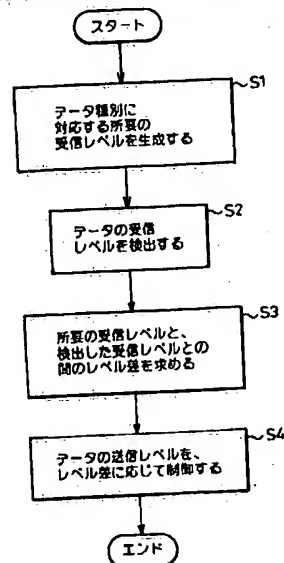 スタート
S1
データ種別に
対応する所要の
受信レベルを生成する
S2
データの受信
レベルを検出する
S3
所要の受信レベルと、
検出した受信レベルとの
間のレベル差を求める
S4
データの送信レベルを、
レベル差に応じて制御する
エンド